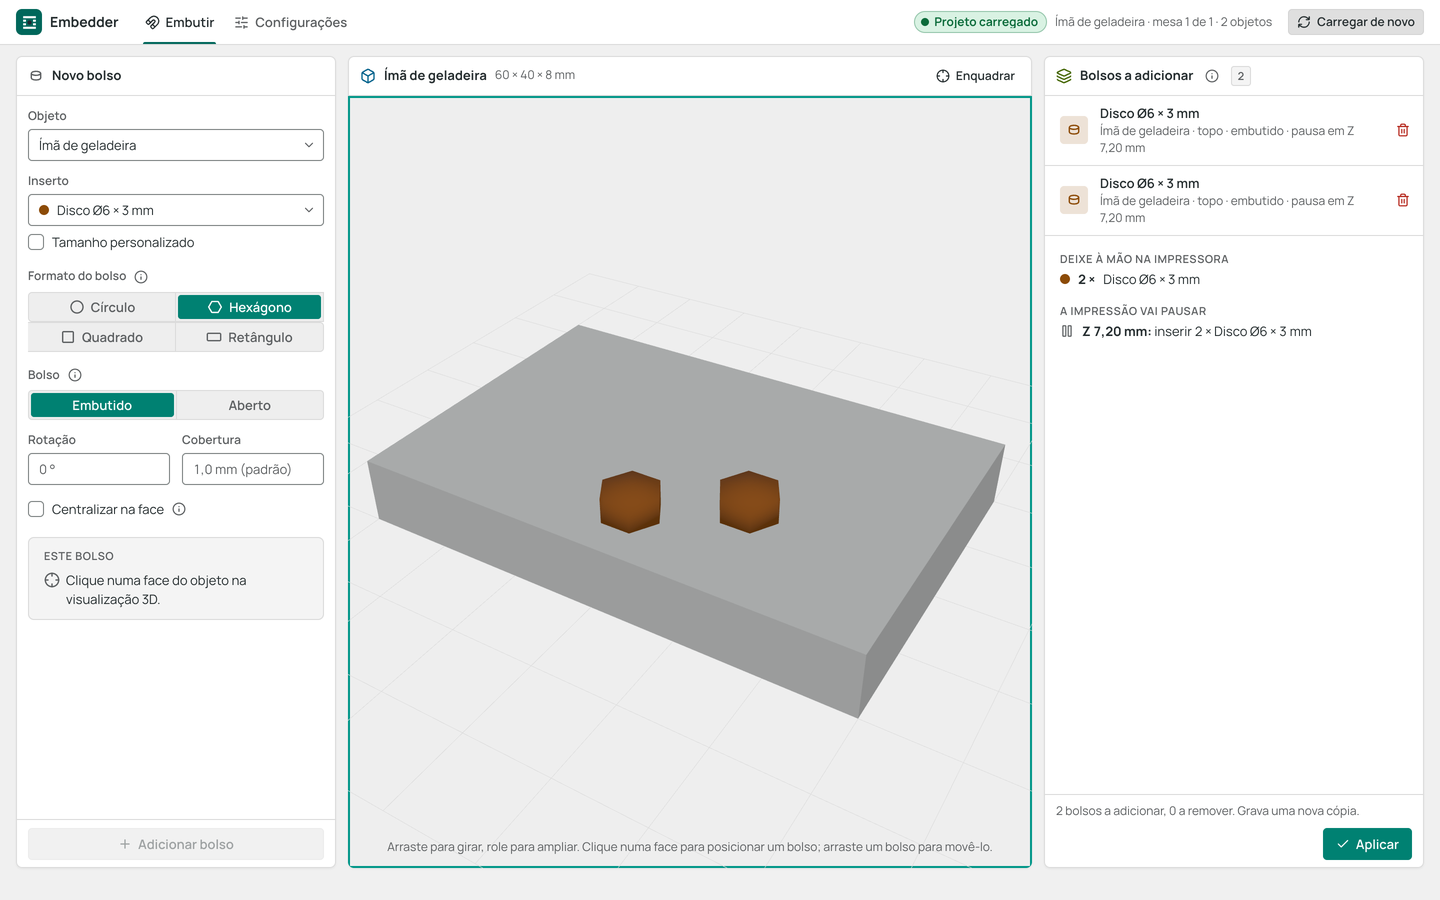 Embedder
Embutir
Configurações
Projeto carregado
Ímã de geladeira · mesa 1 de 1 · 2 objetos
Carregar de novo
Novo bolso
Objeto
Ímã de geladeira
Inserto
Disco Ø6 × 3 mm
Tamanho personalizado
Formato do bolso
Círculo
Hexágono
Quadrado
Retângulo
Bolso
Embutido
Aberto
Rotação
Cobertura
0 °
1,0 mm (padrão)
Centralizar na face
ESTE BOLSO
Clique numa face do objeto na
visualização 3D.
Adicionar bolso
Ímã de geladeira 60 × 40 × 8 mm
Enquadrar
Arraste para girar, role para ampliar. Clique numa face para posicionar um bolso; arraste um bolso para movê-lo.
Bolsos a adicionar
2
Disco Ø6 × 3 mm
Ímã de geladeira · topo · embutido · pausa em Z
7,20 mm
Disco Ø6 × 3 mm
Ímã de geladeira · topo · embutido · pausa em Z
7,20 mm
DEIXE À MÃO NA IMPRESSORA
2 × Disco Ø6 × 3 mm
A IMPRESSÃO VAI PAUSAR
Z 7,20 mm: inserir 2 × Disco Ø6 × 3 mm
2 bolsos a adicionar, 0 a remover. Grava uma nova cópia.
Aplicar